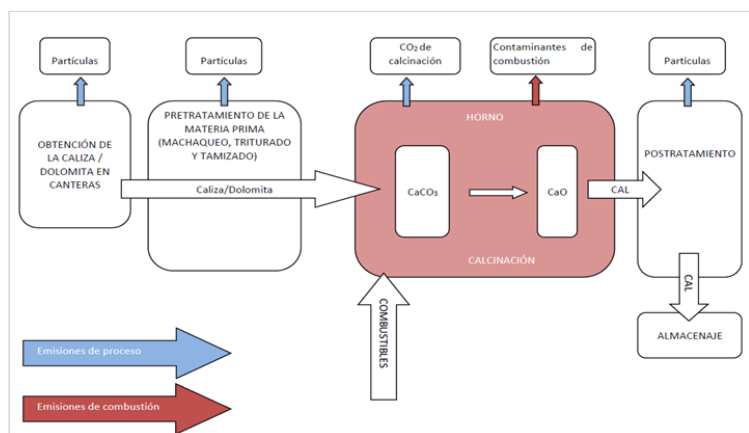 Partículas
Partículas
CO₂ de
calcinación
Contaminantes de
combustión
Partículas
OBTENCIÓN DE
LA CALIZA /
DOLOMITA EN
CANTERAS
PRETRATAMIENTO DE LA
MATERIA PRIMA
(MACHAQUEO, TRITURADO
Y TAMIZADO)
HORNO
POSTRATAMIENTO
Caliza/Dolomita
CaCO₃
CaO
CAL
CALCINACIÓN
COMBUSTIBLES
CAL
ALMACENAJE
Emisiones de proceso
Emisiones de combustión